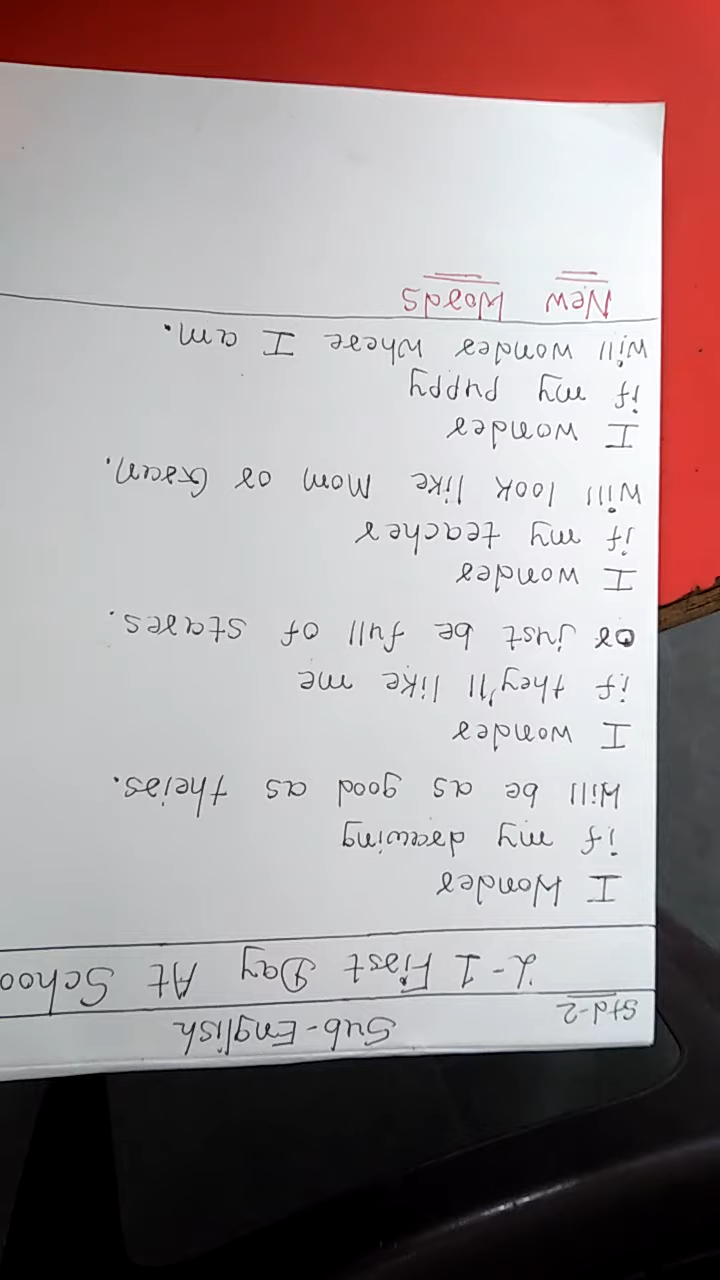 Std-2 Sub-English
L-1 First Day At Schoo
I Wonder
if my drawing
Will be as good as theirs.
I wonder
if they'll like me
or just be full of stares.
I wonder
if my teacher
will look like Mom or Gram.
I wonder
if my puppy
will wonder where I am.
New Words